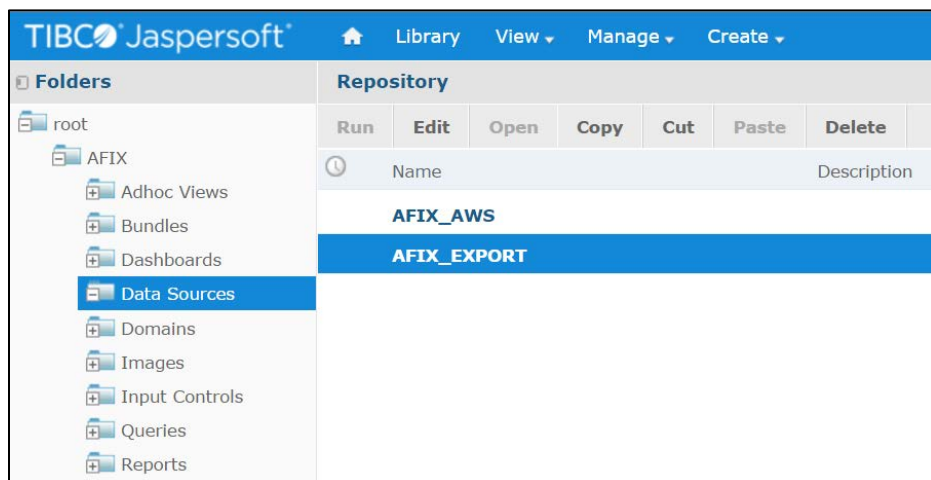 TIBCO Jaspersoft Library View Manage Create
Folders
Repository
root
AFIX
Adhoc Views
Bundles
Dashboards
Data Sources
Domains
Images
Input Controls
Queries
Reports
Run Edit Open Copy Cut Paste Delete
Name Description
AFIX_AWS
AFIX_EXPORT